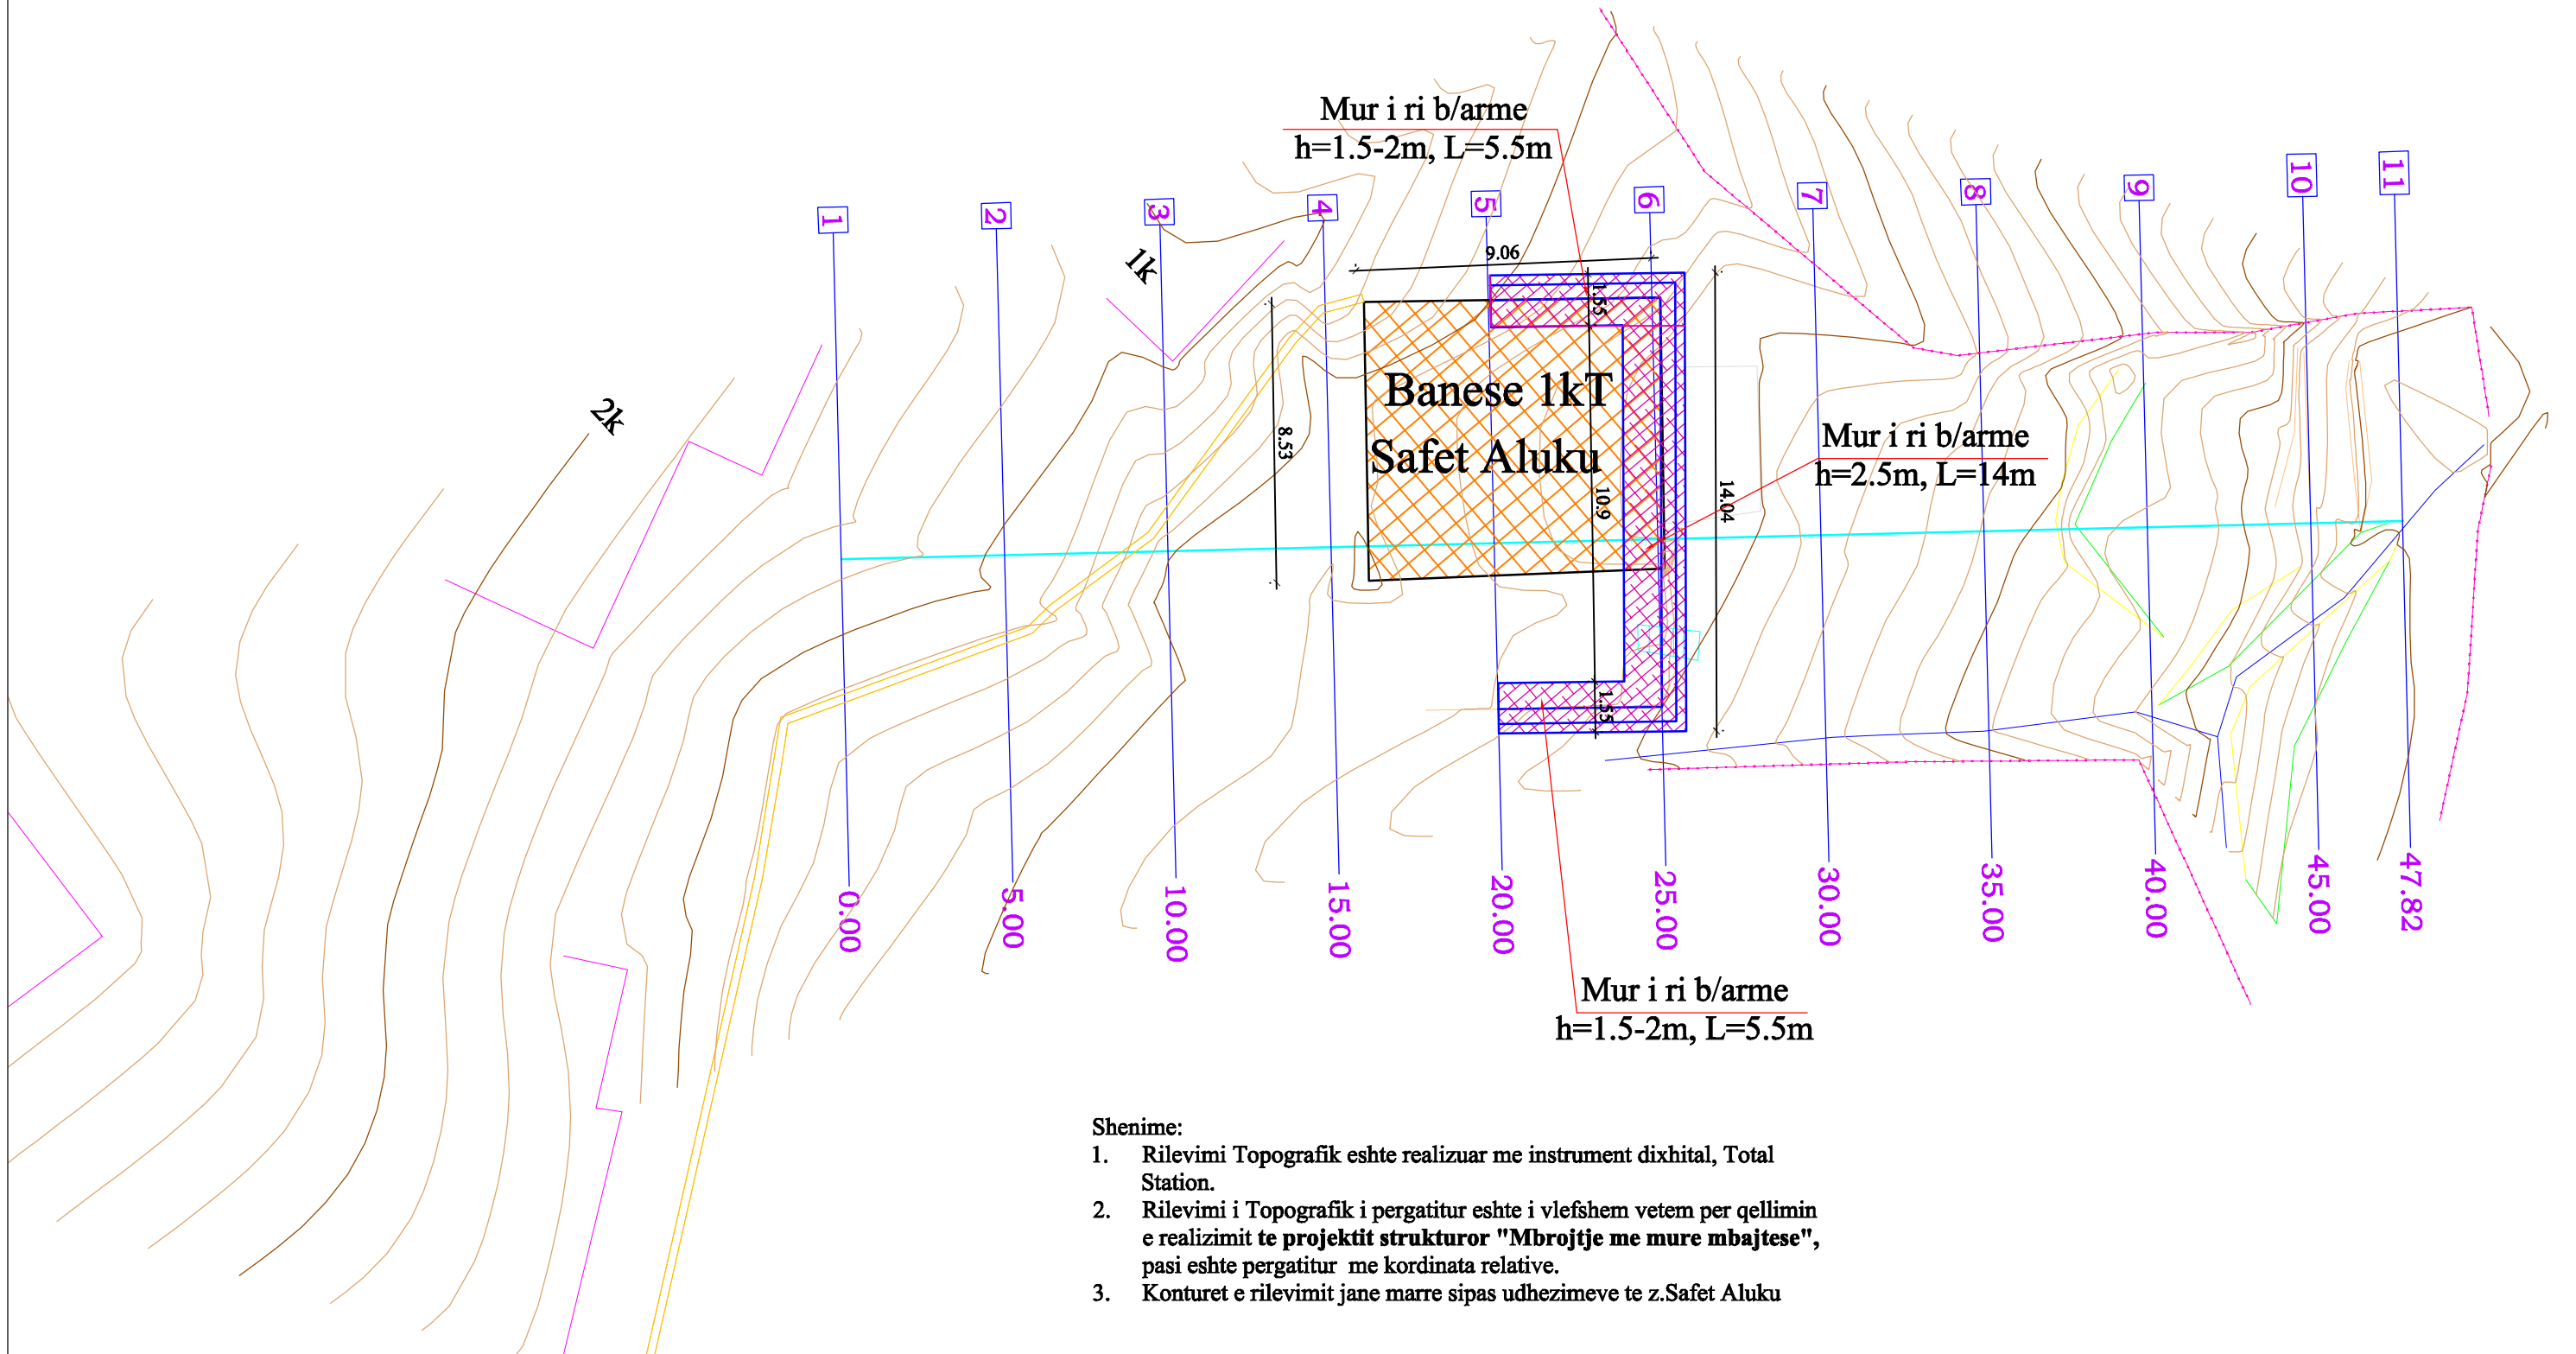 Mur i ri b/arme
h=1.5-2m, L=5.5m
1
2
3
4
5
6
7
8
9
10
11
1k
2k
9.06
1.55
8.53
Banese 1kT
Safet Aluku
10.9
14.04
1.55
Mur i ri b/arme
h=2.5m, L=14m
0.00
5.00
10.00
15.00
20.00
25.00
30.00
35.00
40.00
45.00
47.82
Mur i ri b/arme
h=1.5-2m, L=5.5m
Shenime:
1. Rilevimi Topografik eshte realizuar me instrument dixhital, Total
Station.
2. Rilevimi i Topografik i pergatitur eshte i vlefshem vetem per qellimin
e realizimit te projektit strukturor "Mbrojtje me mure mbajtese",
pasi eshte pergatitur me kordinata relative.
3. Konturet e rilevimit jane marre sipas udhezimeve te z.Safet Aluku